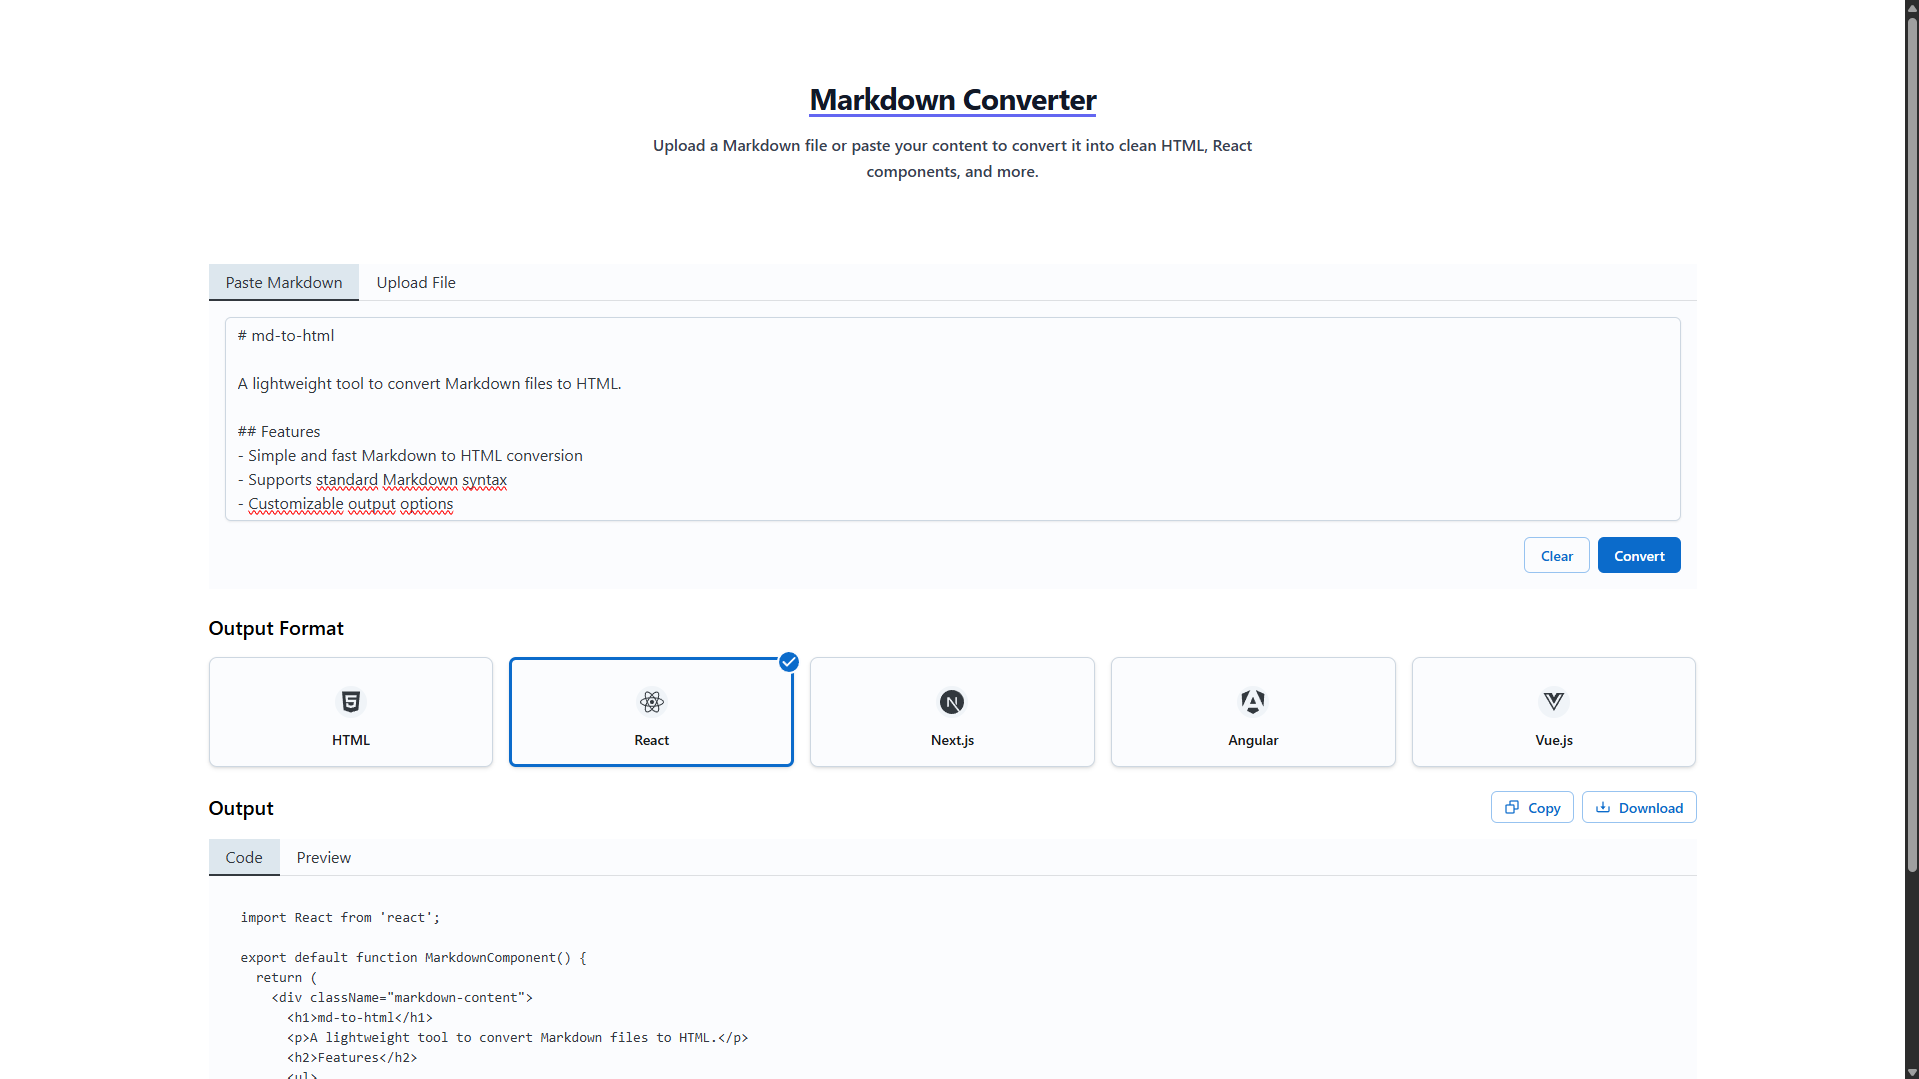 Markdown Converter
Upload a Markdown file or paste your content to convert it into clean HTML, React
components, and more.
Paste Markdown
Upload File
# md-to-html
A lightweight tool to convert Markdown files to HTML.
## Features
- Simple and fast Markdown to HTML conversion
- Supports standard Markdown syntax
- Customizable output options
Clear
Convert
Output Format
HTML
React
Next.js
Angular
Vue.js
Output
Copy
Download
Code
Preview
import React from 'react';
export default function MarkdownComponent() {
return (
<div className="markdown-content">
<h1>md-to-html</h1>
<p>A lightweight tool to convert Markdown files to HTML.</p>
<h2>Features</h2>
<ul>